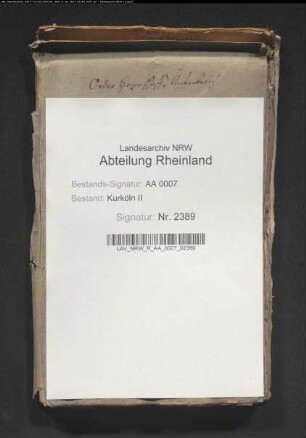 Landesarchiv NRW
Abteilung Rheinland
Bestands-Signatur: AA 0007
Bestand: Kurköln II
Signatur: Nr. 2389
LAV_NRW_R_AA_0007_02389